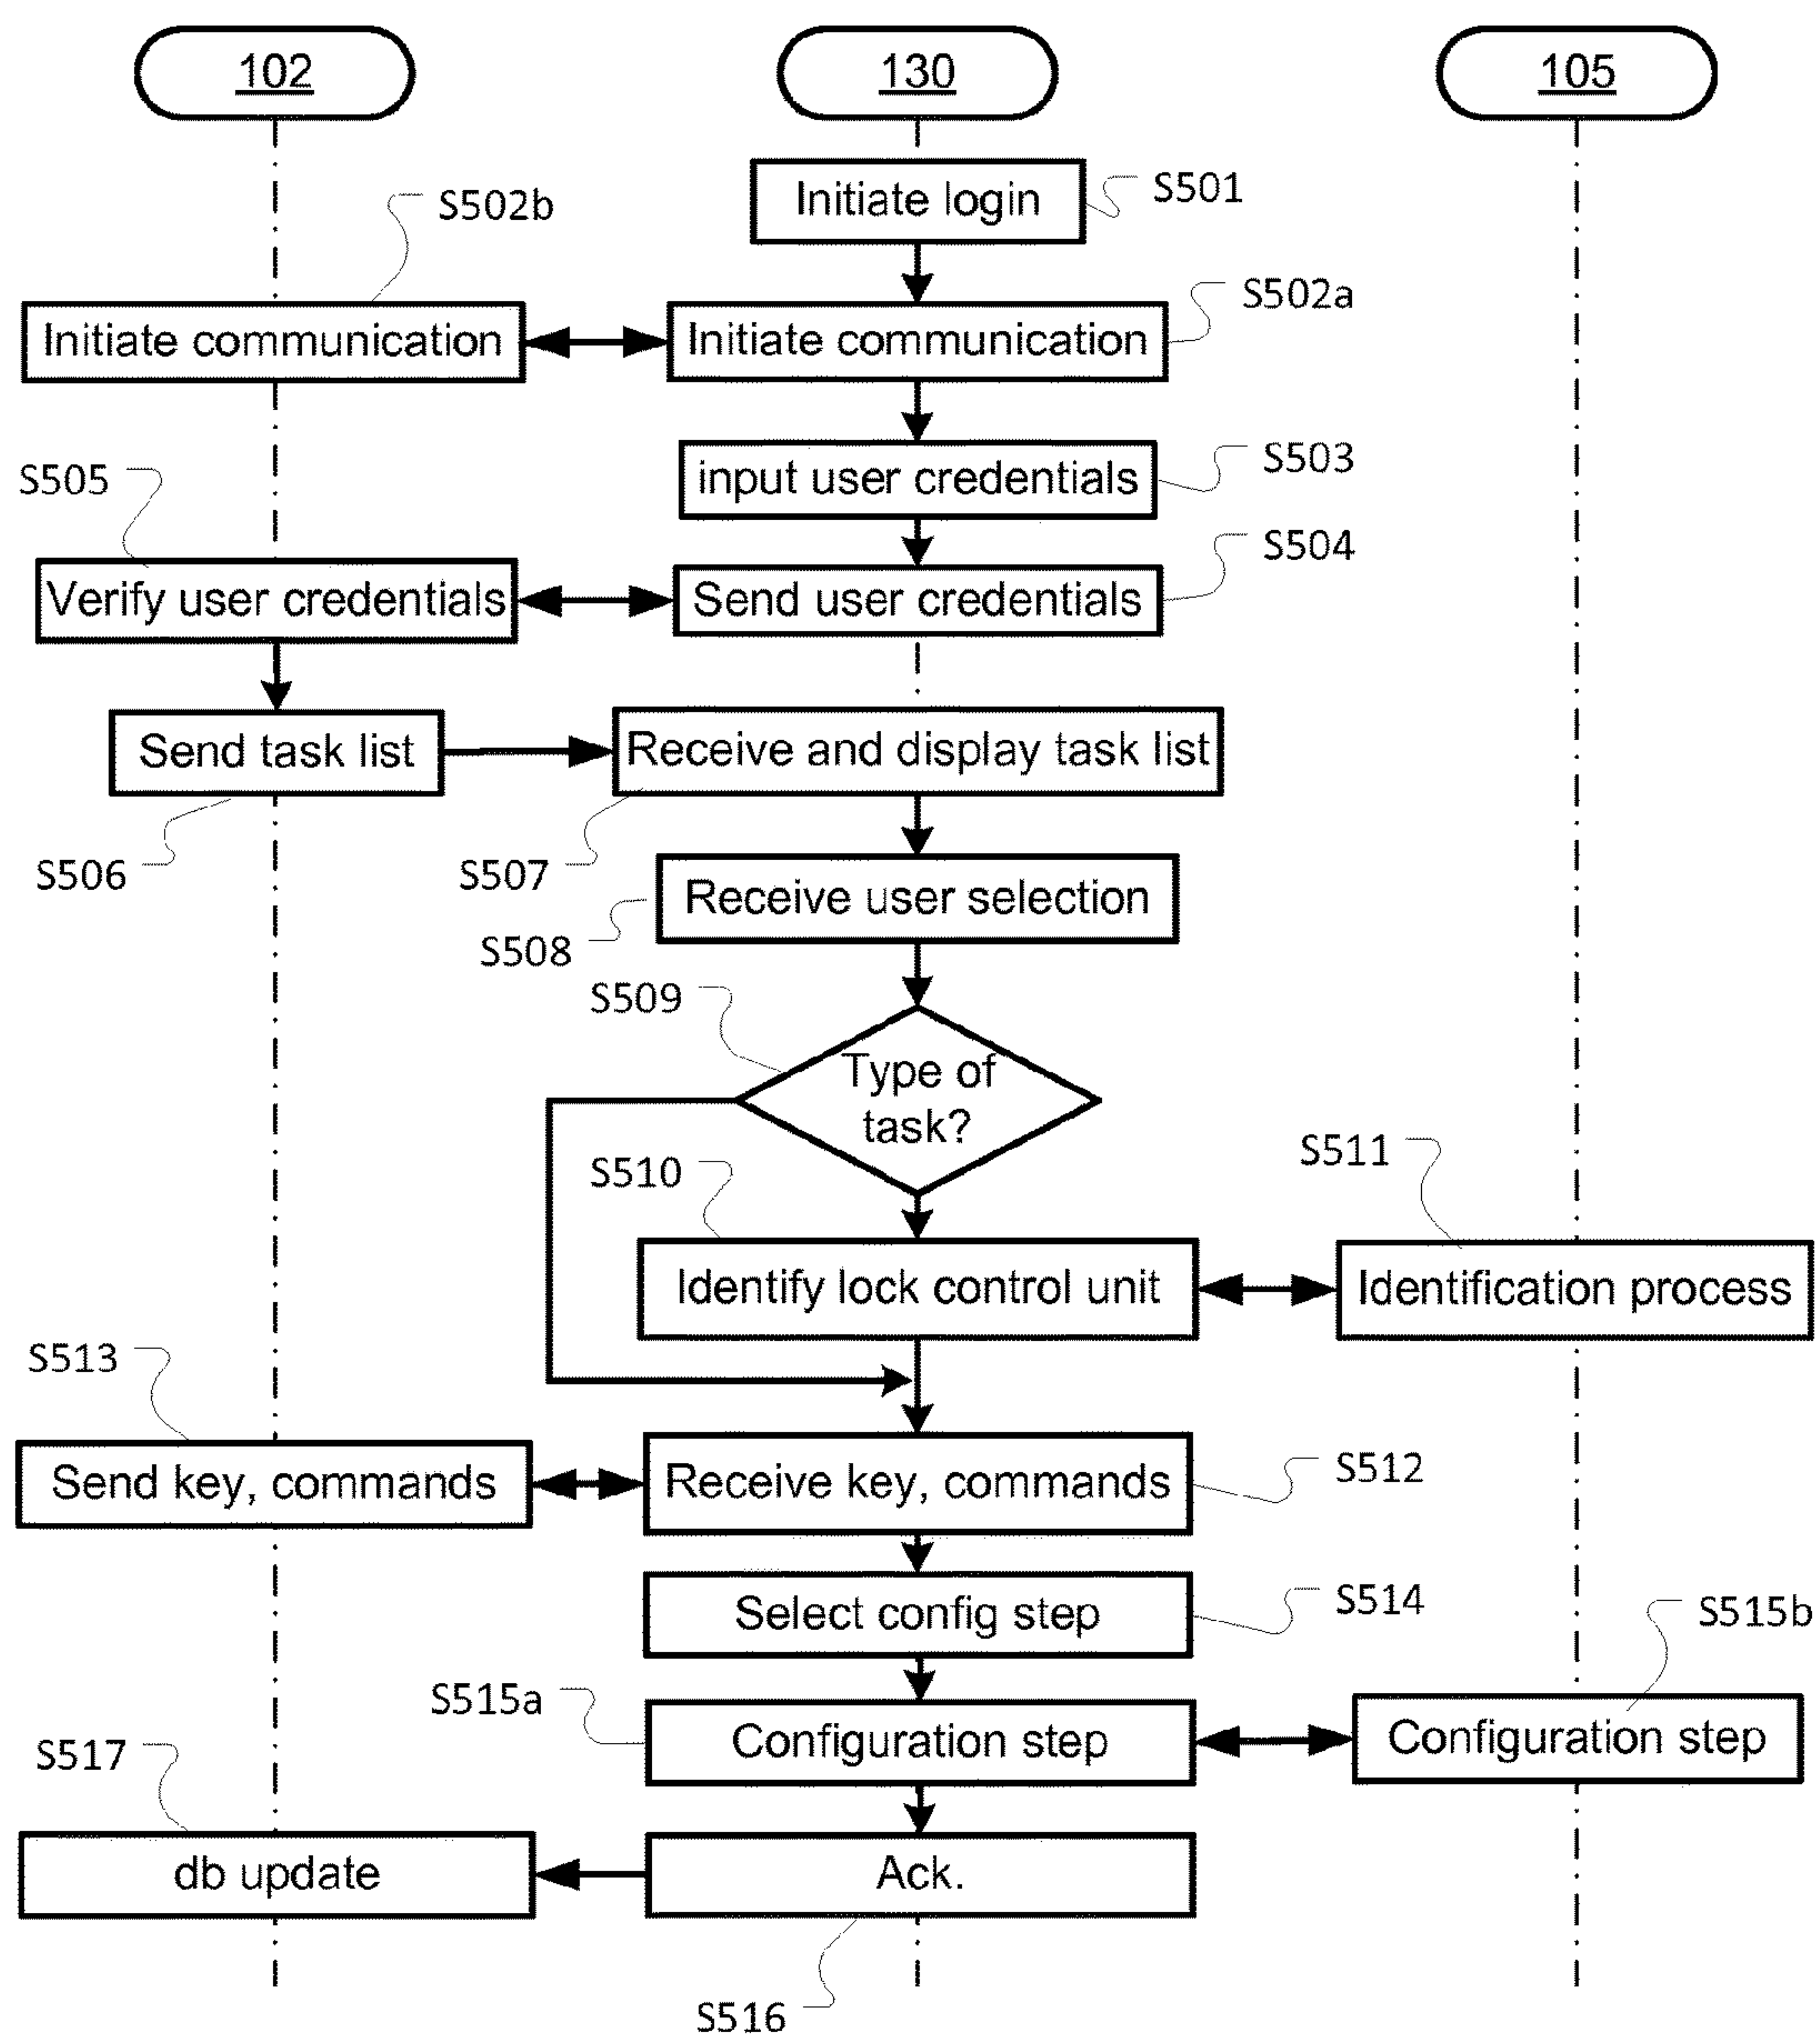 102
130
105
Initiate login
S501
S502b
S502a
Initiate communication
Initiate communication
S503
input user credentials
S505
S504
Verify user credentials
Send user credentials
Send task list
Receive and display task list
S506
S507
Receive user selection
S508
S509
Type of
task?
S510
S511
Identify lock control unit
Identification process
S513
S512
Send key, commands
Receive key, commands
S514
Select config step
S515b
S515a
Configuration step
Configuration step
S517
db update
Ack.
S516